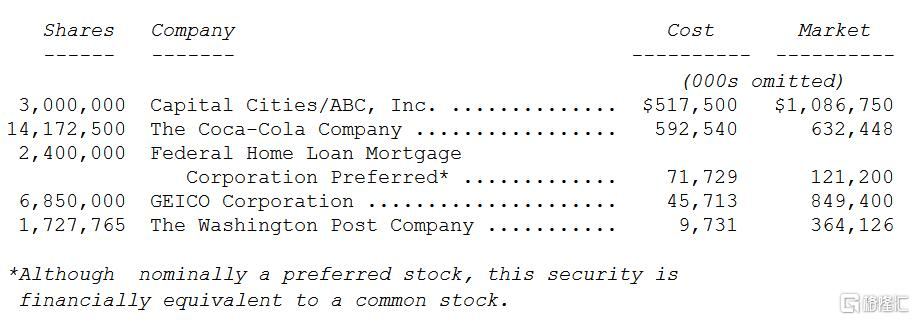 Shares Company Cost Market
------ ------- ---------- ----------
(000s omitted)
3,000,000 Capital Cities/ABC, Inc. ............... $517,500 $1,086,750
14,172,500 The Coca-Cola Company ................. 592,540 632,448
2,400,000 Federal Home Loan Mortgage
Corporation Preferred* ............. 71,729 121,200
6,850,000 GEICO Corporation ..................... 45,713 849,400
1,727,765 The Washington Post Company ........... 9,731 364,126
*Although nominally a preferred stock, this security is
financially equivalent to a common stock.
格隆汇